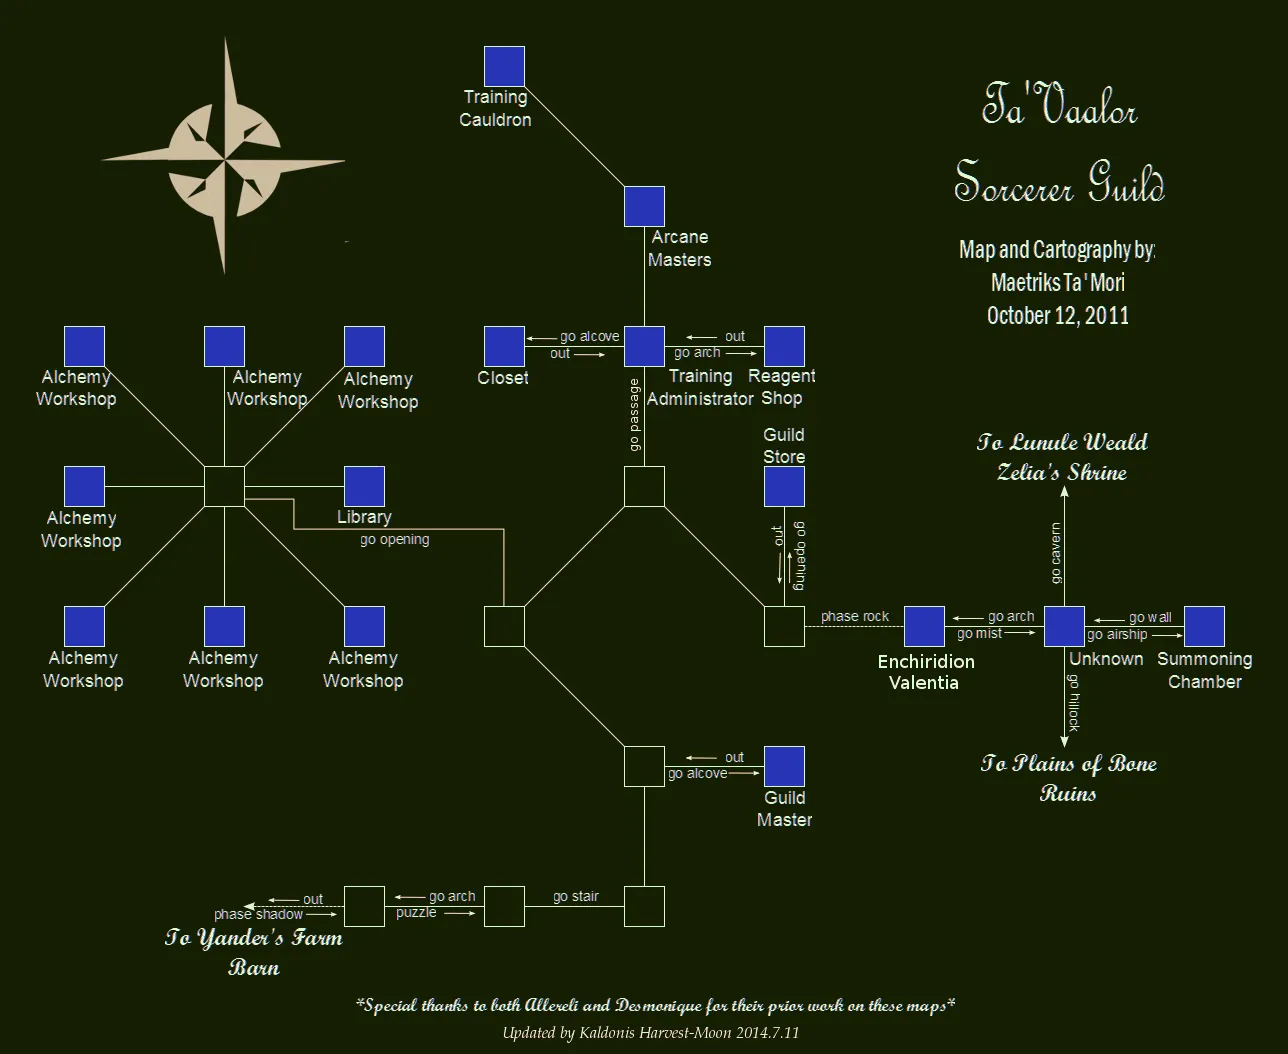 Ta'Vaalor
Sorcerer Guild
Map and Cartography by:
Maetriks Ta'Mori
October 12, 2011
Training
Cauldron
Arcane
Masters
go alcove
out
out
go arch
Closet
Training
Administrator
Reagent
Shop
go passage
Alchemy
Workshop
Alchemy
Workshop
Alchemy
Workshop
Guild
Store
To Lunule Weald
Zelia's Shrine
Alchemy
Workshop
Library
go opening
out
go opening
go cavern
phase rock
go arch
go mist
go wall
go airship
Enchiridion
Valentia
Unknown
Summoning
Chamber
go hillock
Alchemy
Workshop
Alchemy
Workshop
Alchemy
Workshop
To Plains of Bone
Ruins
out
go alcove
Guild
Master
out
phase shadow
go arch
puzzle
go stair
To Yander's Farm
Barn
*Special thanks to both Allereli and Desmonique for their prior work on these maps*
Updated by Kaldonis Harvest-Moon 2014.7.11